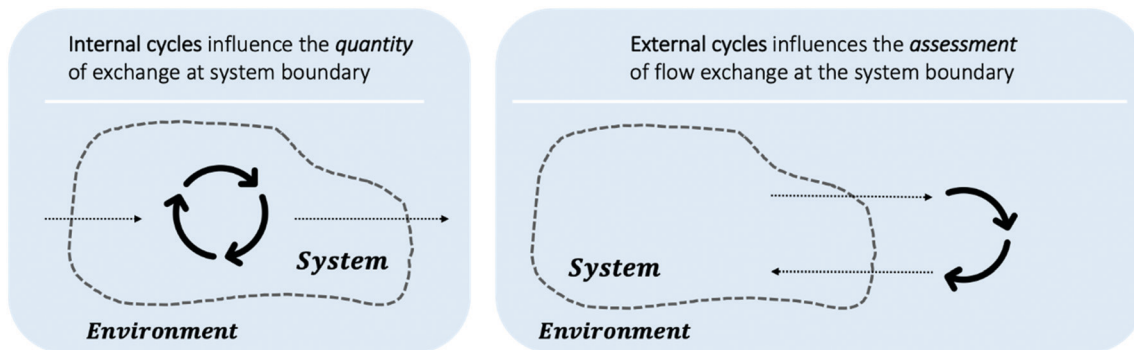 Internal cycles influence the quantity
of exchange at system boundary
System
Environment
External cycles influences the assessment
of flow exchange at the system boundary
System
Environment